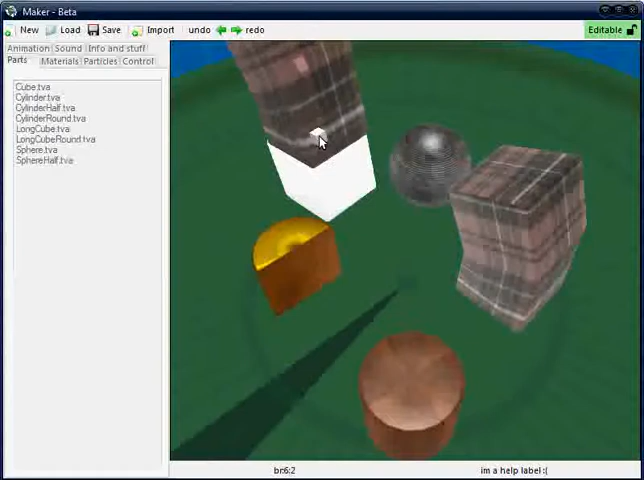 Maker - Beta
New Load Save Import undo redo Editable
Animation Sound Info and stuff
Parts Materials Particles Control
Cube.tva
Cylinder.tva
CylinderHalf.tva
CylinderRound.tva
LongCube.tva
LongCubeRound.tva
Sphere.tva
SphereHalf.tva
br:6:2 im a help label :(